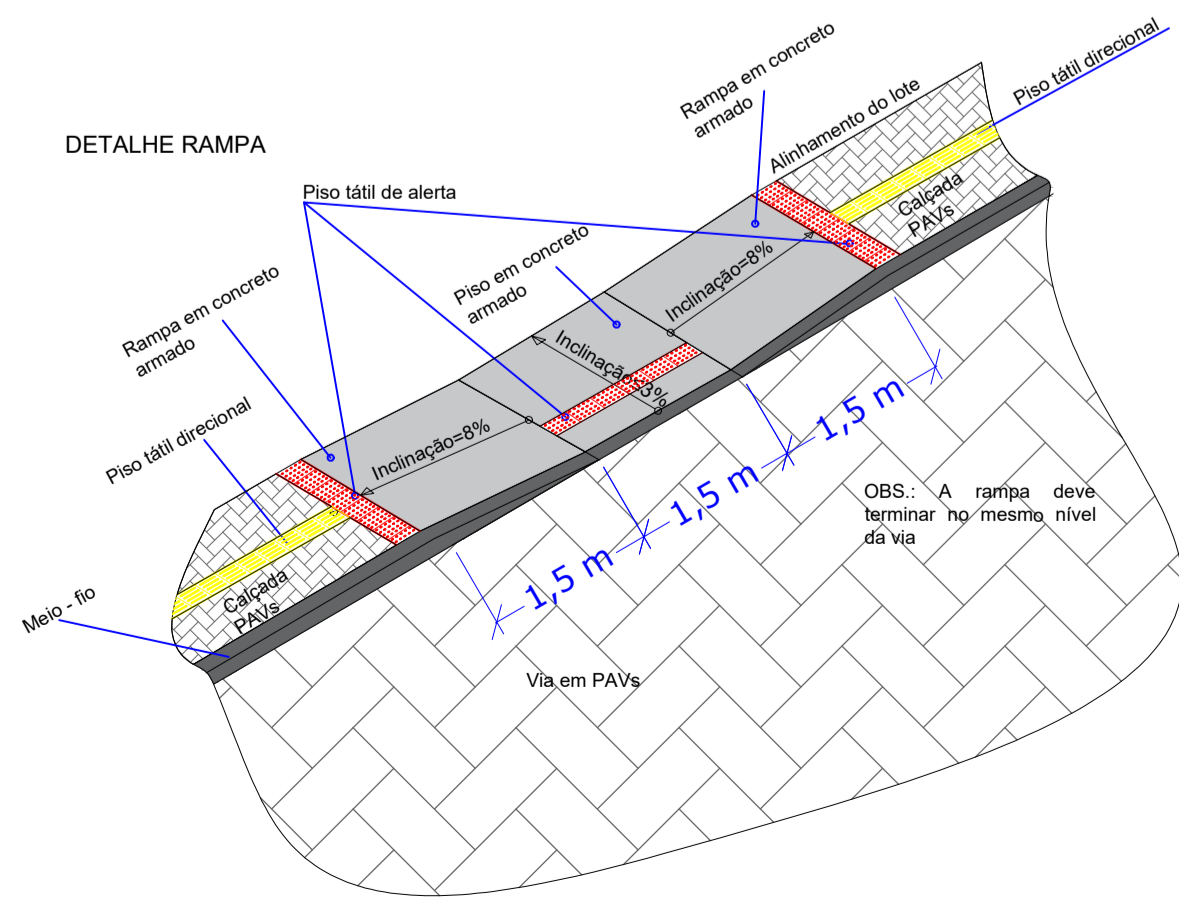 DETALHE RAMPA
Rampa em concreto
armado
Alinhamento do lote
Piso tátil direcional
Piso tátil de alerta
Calçada
PAVs
Piso em concreto
armado
Inclinação=8%
Rampa em concreto
armado
Inclinação≤3%
1,5 m
Piso tátil direcional
Inclinação=8%
1,5 m
OBS.: A rampa deve
terminar no mesmo nível
da via
1,5 m
Calçada
PAVs
Meio - fio
Via em PAVs